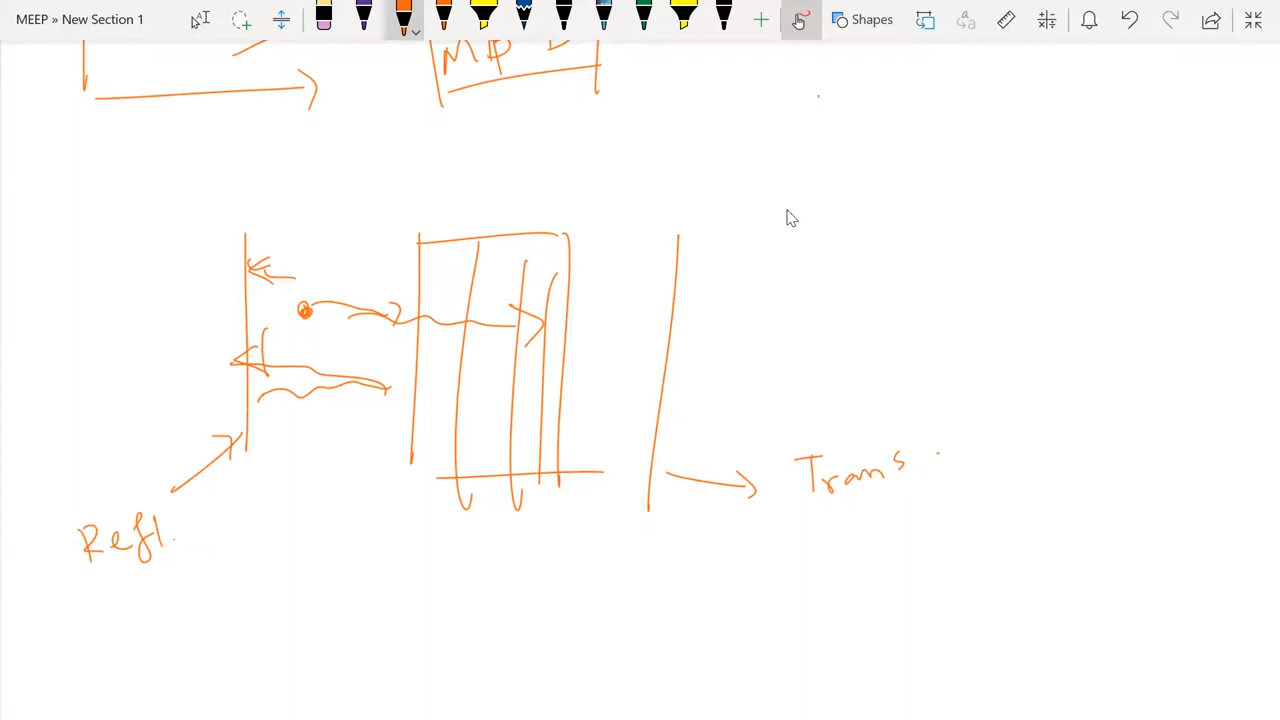 MEEP » New Section 1
Shapes
Trans.
Refl.